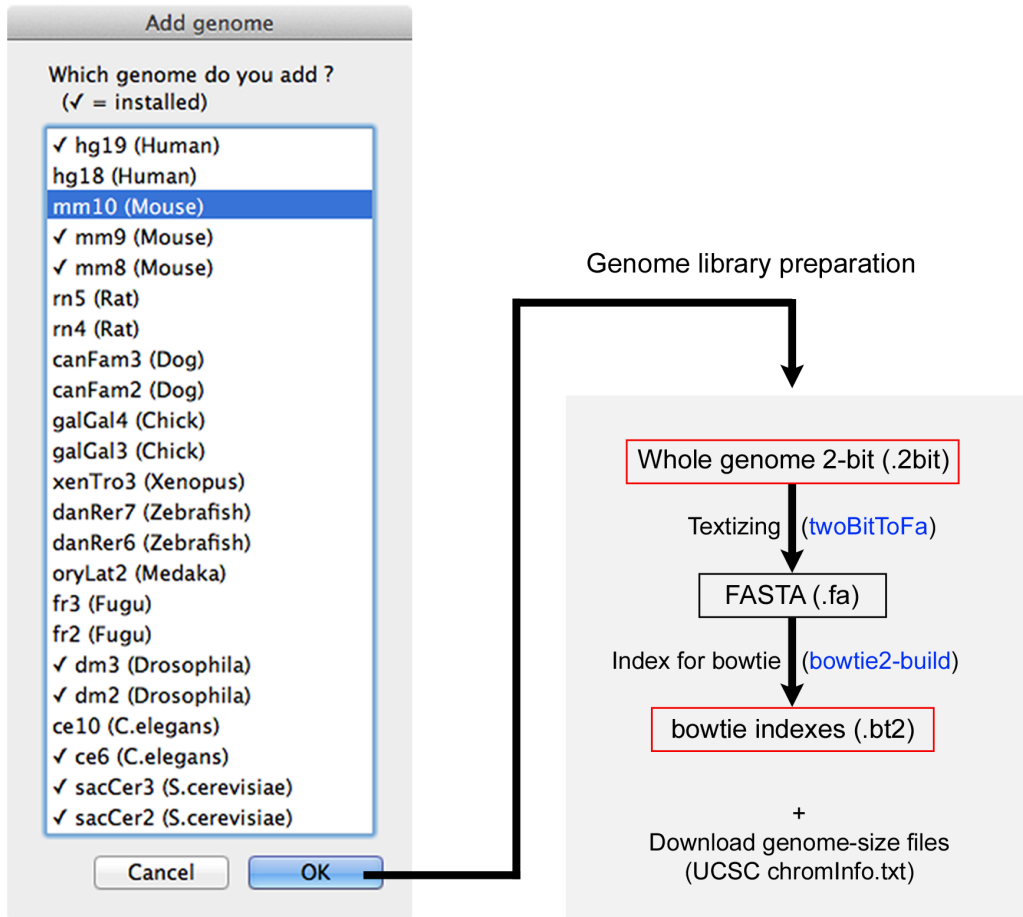 Add genome
Which genome do you add ?
(✓ = installed)
✓ hg19 (Human)
hg18 (Human)
mm10 (Mouse)
✓ mm9 (Mouse)
✓ mm8 (Mouse)
rn5 (Rat)
rn4 (Rat)
canFam3 (Dog)
canFam2 (Dog)
galGal4 (Chick)
galGal3 (Chick)
xenTro3 (Xenopus)
danRer7 (Zebrafish)
danRer6 (Zebrafish)
oryLat2 (Medaka)
fr3 (Fugu)
fr2 (Fugu)
✓ dm3 (Drosophila)
✓ dm2 (Drosophila)
ce10 (C.elegans)
✓ ce6 (C.elegans)
✓ sacCer3 (S.cerevisiae)
✓ sacCer2 (S.cerevisiae)
Cancel OK
Genome library preparation
Whole genome 2-bit (.2bit)
Textizing (twoBitToFa)
FASTA (.fa)
Index for bowtie (bowtie2-build)
bowtie indexes (.bt2)
+
Download genome-size files
(UCSC chromInfo.txt)